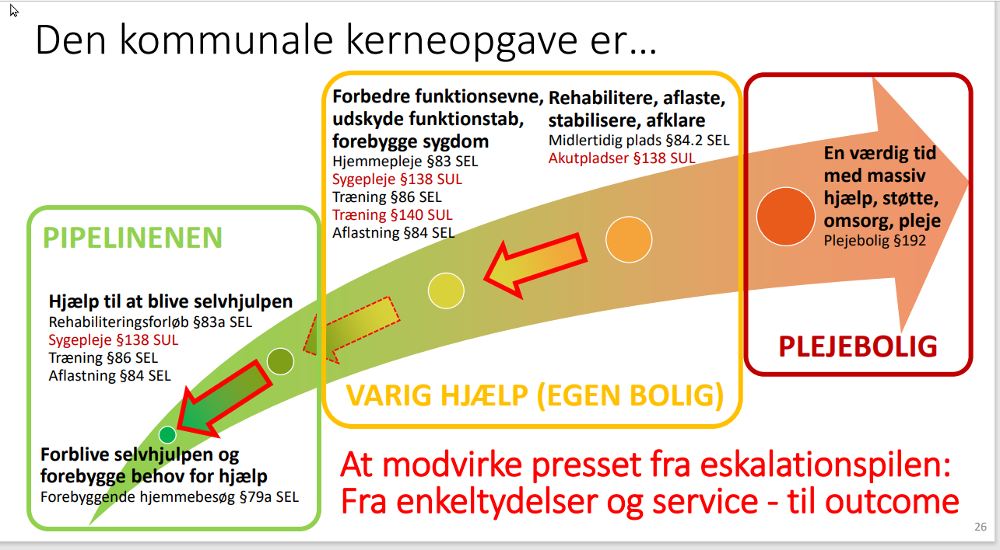 Den kommunale kerneopgave er...
PIPELINENEN
Hjælp til at blive selvhjulpen
Rehabiliteringsforløb §83a SEL
Sygepleje §138 SUL
Træning §86 SEL
Aflastning §84 SEL
Forblive selvhjulpen og
forebygge behov for hjælp
Forebyggende hjemmebesøg §79a SEL
Forbedre funktionsevne,
udskyde funktionstab,
forebygge sygdom
Hjemmepleje §83 SEL
Sygepleje §138 SUL
Træning §86 SEL
Træning §140 SUL
Aflastning §84 SEL
Rehabilitere, aflaste,
stabilisere, afklare
Midlertidig plads §84.2 SEL
Akutpladser §138 SUL
VARIG HJÆLP (EGEN BOLIG)
En værdig tid
med massiv
hjælp, støtte,
omsorg, pleje
Plejebolig §192
PLEJEBOLIG
At modvirke presset fra eskalationspilen:
Fra enkeltydelser og service - til outcome
26